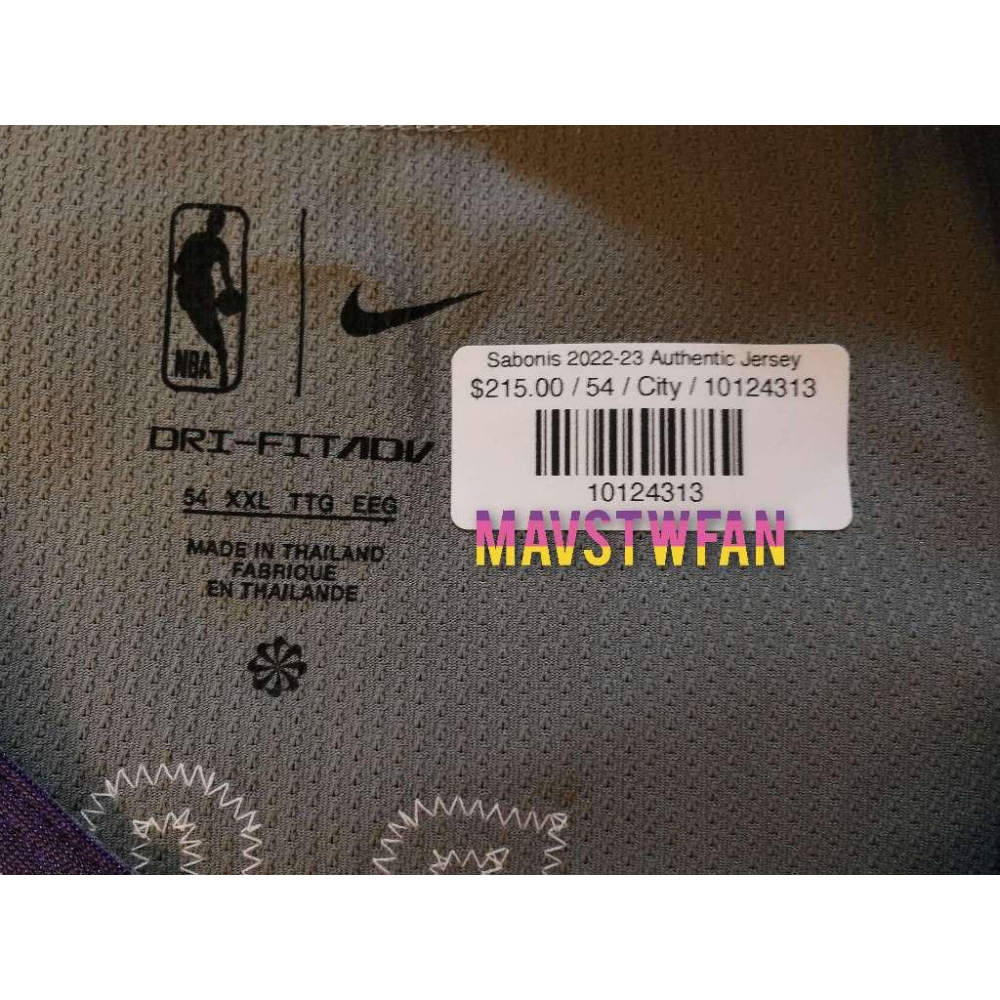 NBA
DRI-FIT ADV
54 XXL TTG EEG
MADE IN THAILAND
FABRIQUE
EN THAILANDE
Sabonis 2022-23 Authentic Jersey
$215.00 / 54 / City / 10124313
10124313
MAVSTWFAN